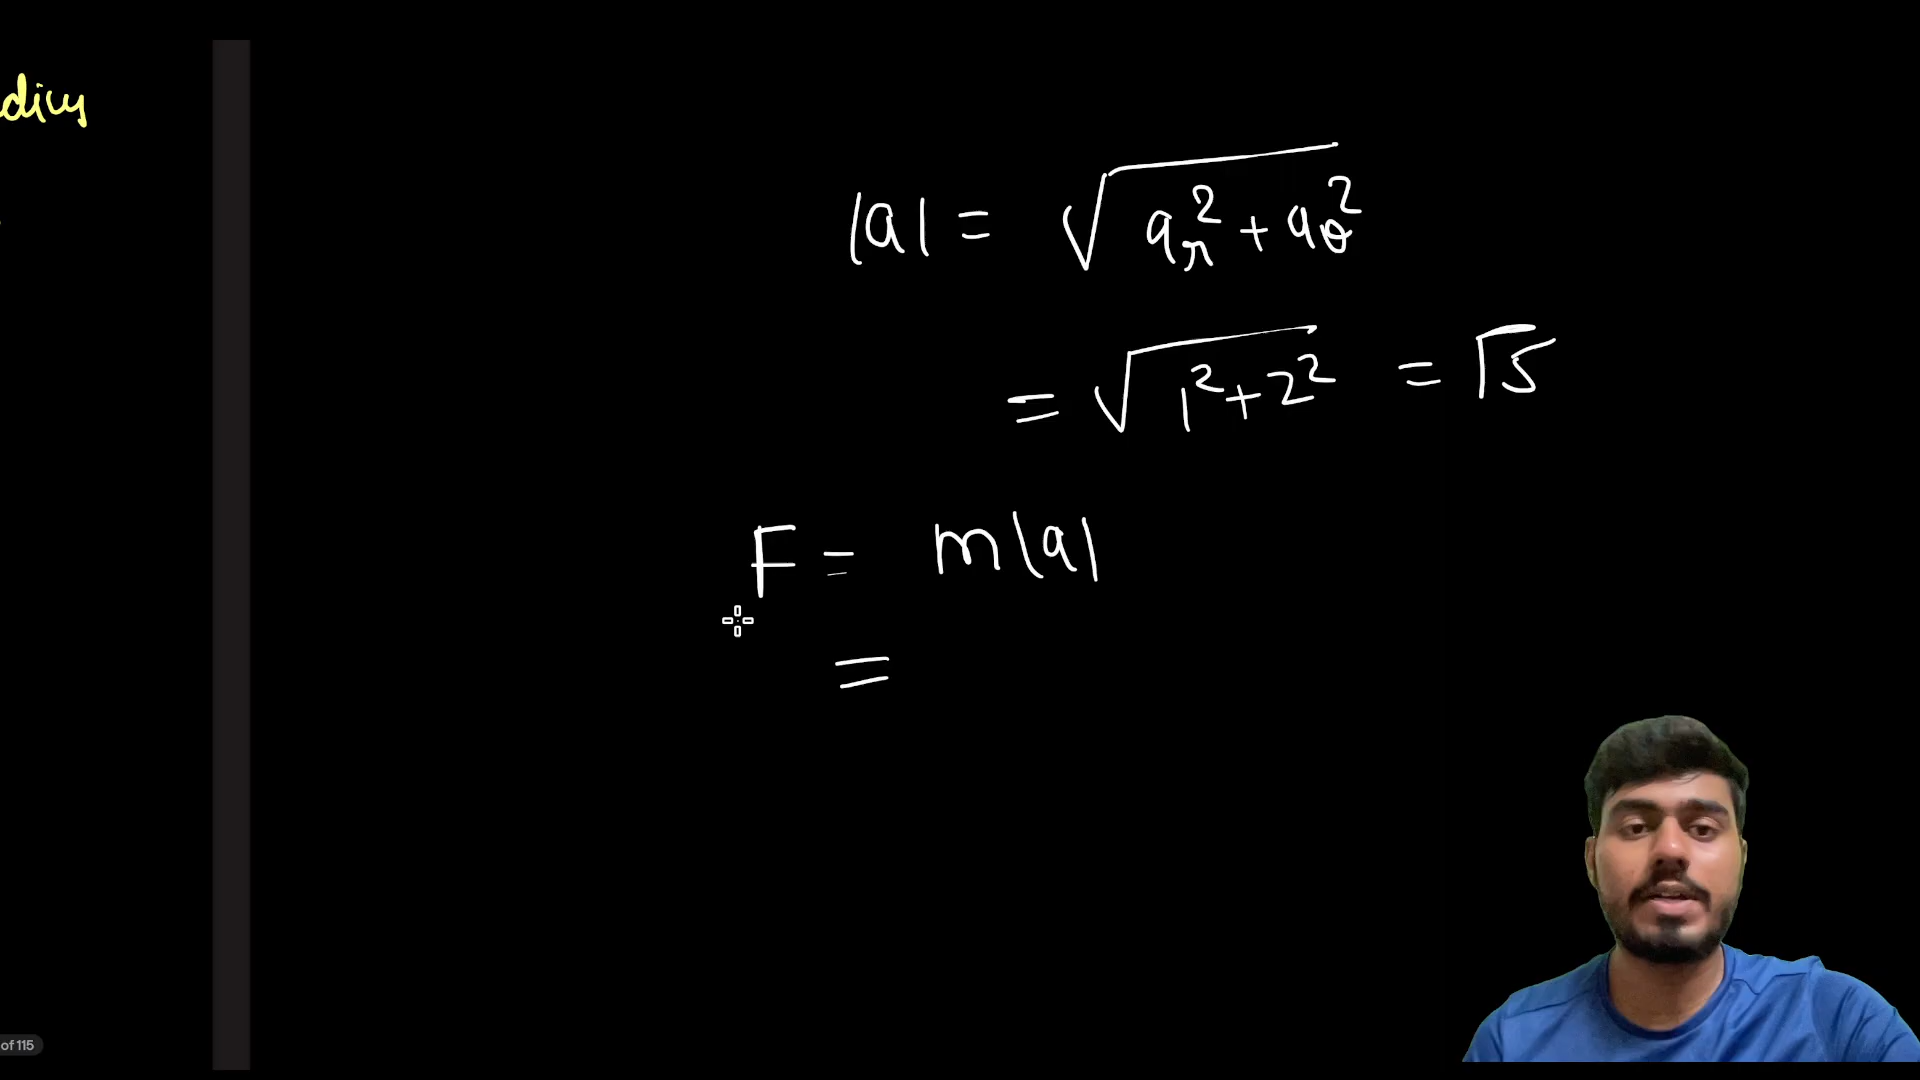 |a| = √(a_r² + a_θ²)
= √(1² + 2²) = √5
F = m|a|
=
of 115